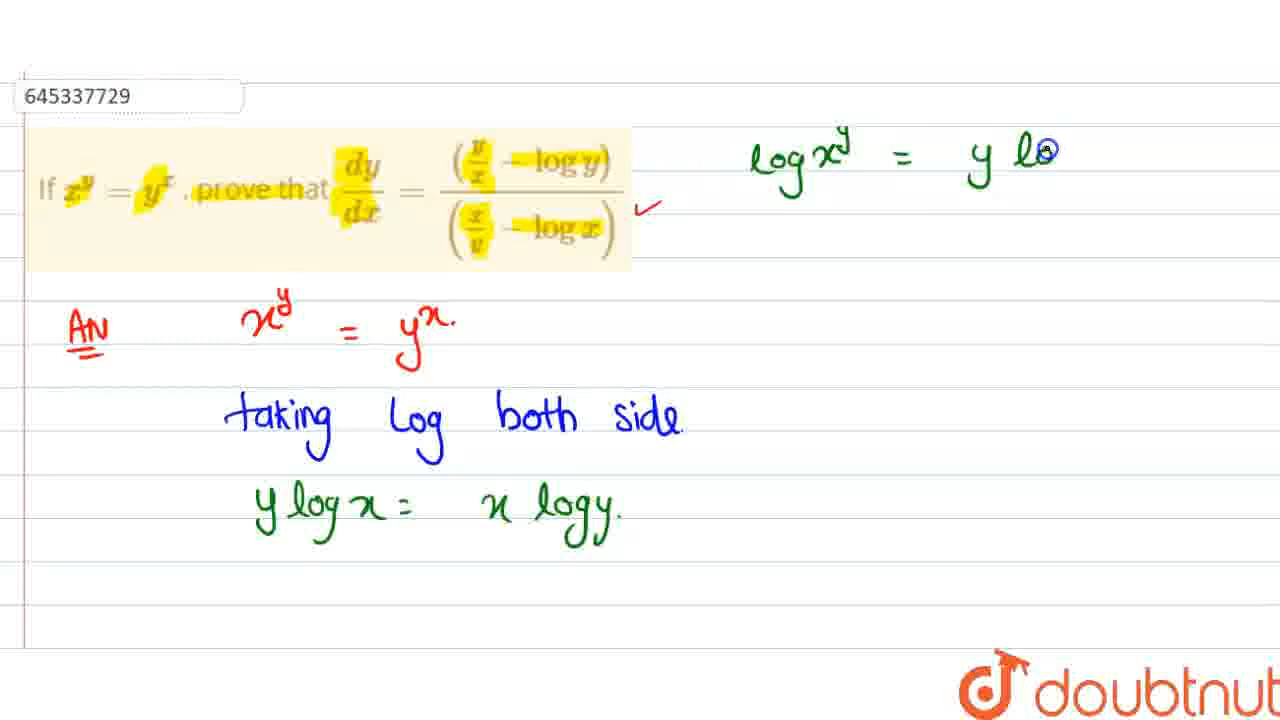 645337729
If x^y = y^x , prove that dy/dx = (y/x − log y)/(x/y − log x)
log x^y = y lo
AN x^y = y^x.
taking log both side.
y log x = x log y.
doubtnut